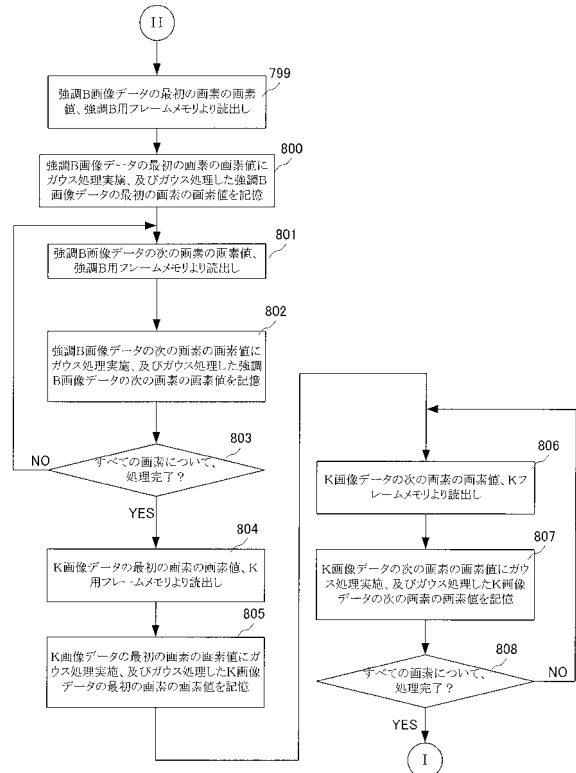 H
799
強調B画像データの最初の画素の画素
値、強調B用フレームメモリより読出し
800
強調B画像データの最初の画素の画素値に
ガウス処理実施、及びガウス処理した強調B
画像データの最初の画素の画素値を記憶
801
強調B画像データの次の画素の画素値、
強調B用フレームメモリより読出し
802
強調B画像データの次の画素の画素値に
ガウス処理実施、及びガウス処理した強調
B画像データの次の画素の画素値を記憶
803
NO
すべての画素について、
処理完了？
YES
804
K画像データの最初の画素の画素値、K
用フレームメモリより読出し
805
K画像データの最初の画素の画素値にガ
ウス処理実施、及びガウス処理したK画像
データの最初の画素の画素値を記憶
806
K画像データの次の画素の画素値、Kフ
レームメモリより読出し
807
K画像データの次の画素の画素値にガウ
ス処理実施、及びガウス処理したK画像
データの次の画素の画素値を記憶
808
すべての画素について、
処理完了？
NO
YES
I